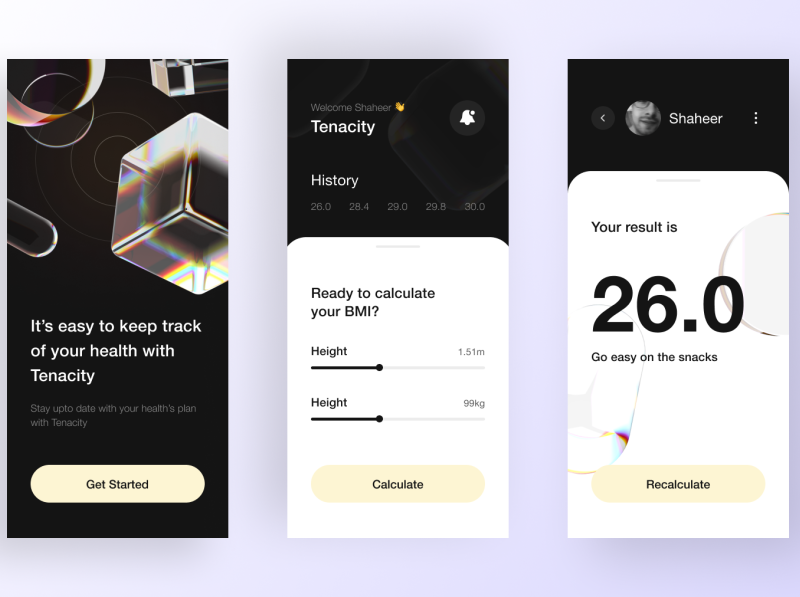 It’s easy to keep track
of your health with
Tenacity
Stay upto date with your health’s plan
with Tenacity
Get Started
Welcome Shaheer 👋
Tenacity
History
26.0 28.4 29.0 29.8 30.0
Ready to calculate
your BMI?
Height 1.51m
Height 99kg
Calculate
Shaheer
Your result is
26.0
Go easy on the snacks
Recalculate